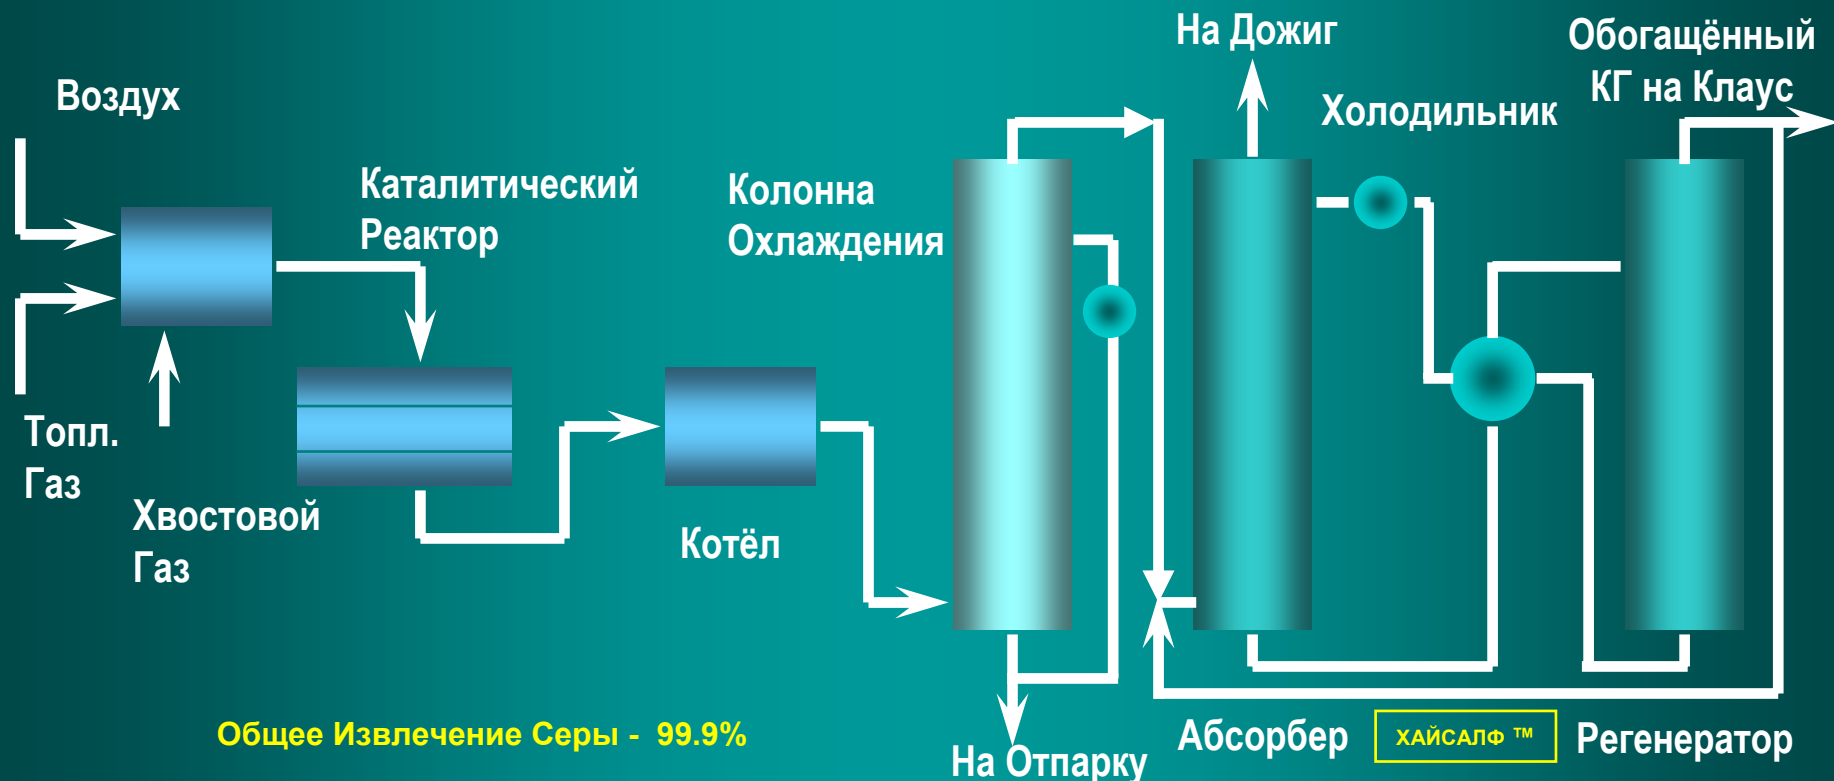 На Дожиг
Обогащённый
КГ на Клаус
Воздух
Холодильник
Каталитический
Реактор
Колонна
Охлаждения
Топл.
Газ
Хвостовой
Газ
Котёл
Общее Извлечение Серы - 99.9%
На Отпарку
Абсорбер
ХАЙСАЛФ ™
Регенератор